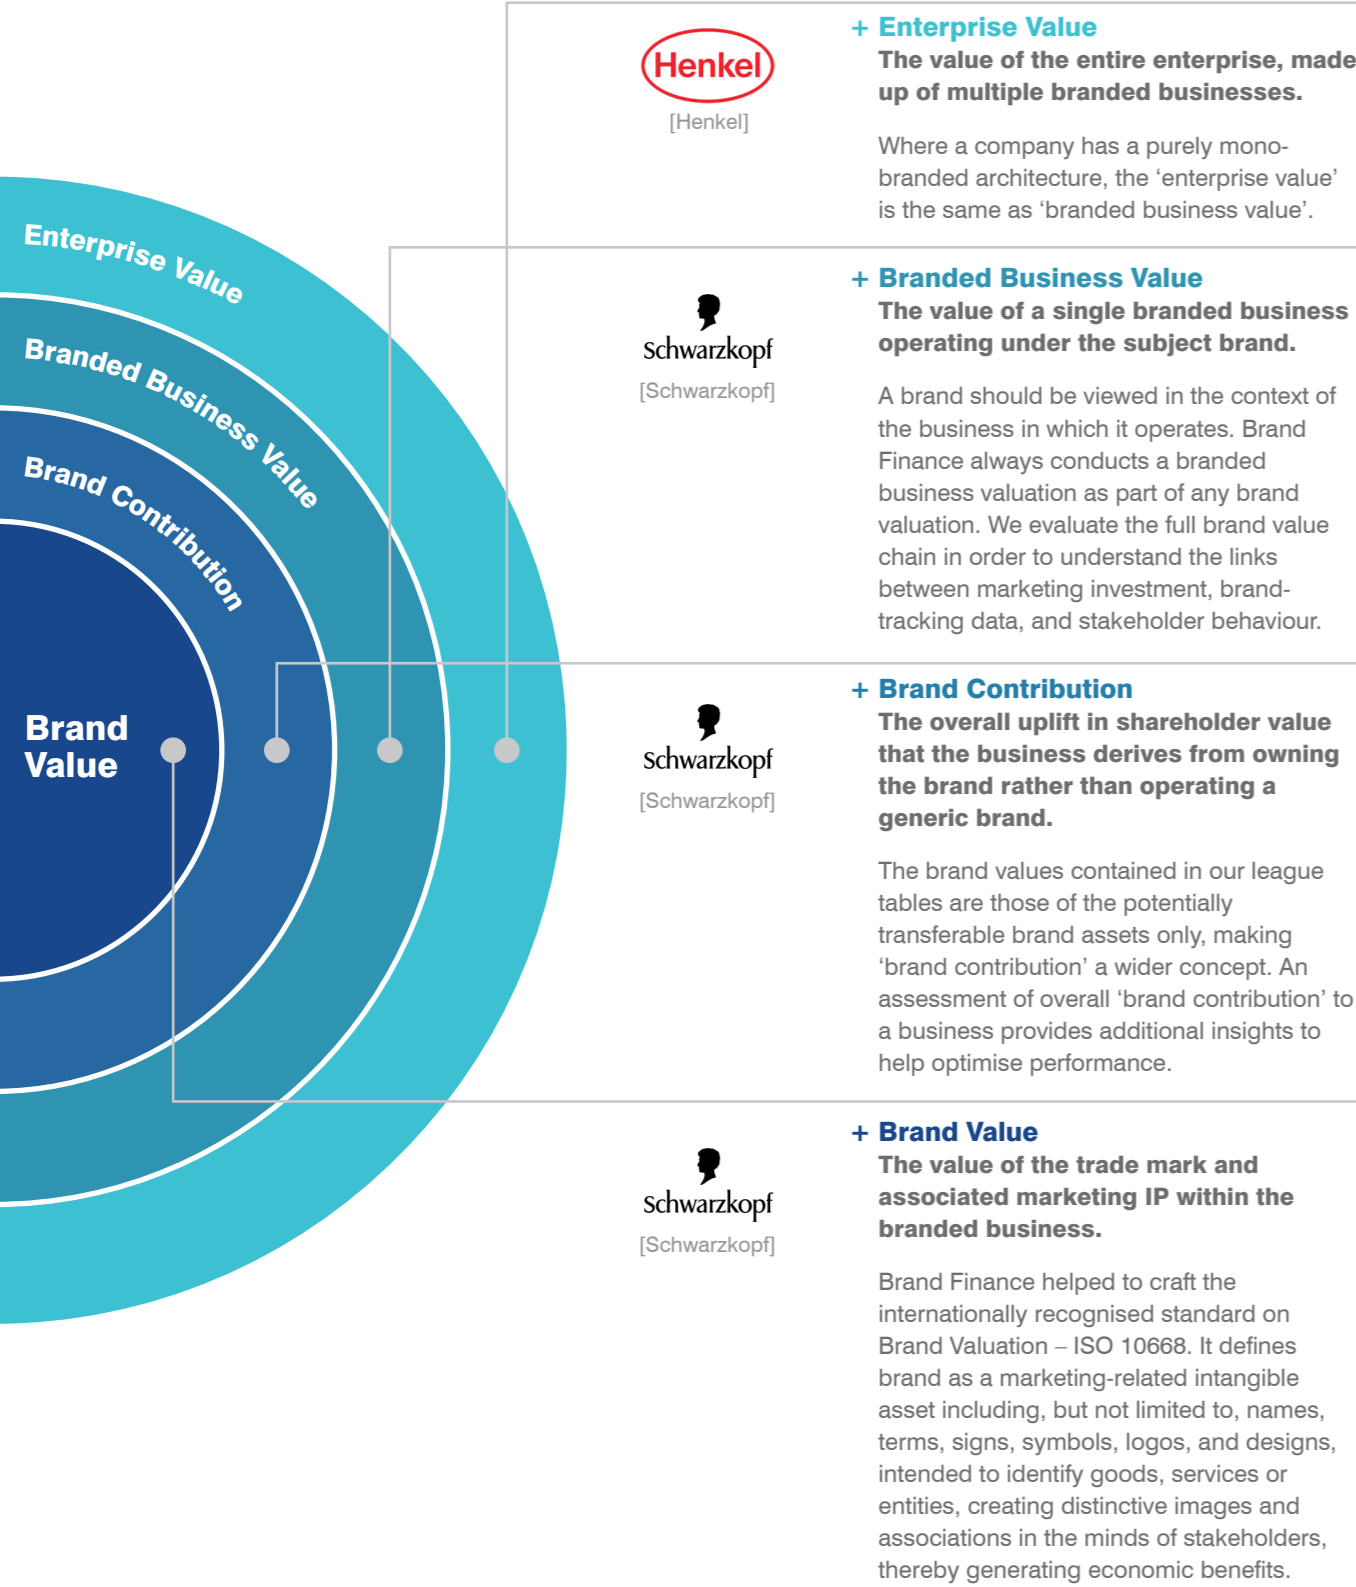 Enterprise Value
Branded Business Value
Brand Contribution
Brand
Value
Henkel
[Henkel]
+ Enterprise Value
The value of the entire enterprise, made
up of multiple branded businesses.
Where a company has a purely mono-
branded architecture, the ‘enterprise value’
is the same as ‘branded business value’.
Schwarzkopf
[Schwarzkopf]
+ Branded Business Value
The value of a single branded business
operating under the subject brand.
A brand should be viewed in the context of
the business in which it operates. Brand
Finance always conducts a branded
business valuation as part of any brand
valuation. We evaluate the full brand value
chain in order to understand the links
between marketing investment, brand-
tracking data, and stakeholder behaviour.
Schwarzkopf
[Schwarzkopf]
+ Brand Contribution
The overall uplift in shareholder value
that the business derives from owning
the brand rather than operating a
generic brand.
The brand values contained in our league
tables are those of the potentially
transferable brand assets only, making
‘brand contribution’ a wider concept. An
assessment of overall ‘brand contribution’ to
a business provides additional insights to
help optimise performance.
Schwarzkopf
[Schwarzkopf]
+ Brand Value
The value of the trade mark and
associated marketing IP within the
branded business.
Brand Finance helped to craft the
internationally recognised standard on
Brand Valuation – ISO 10668. It defines
brand as a marketing-related intangible
asset including, but not limited to, names,
terms, signs, symbols, logos, and designs,
intended to identify goods, services or
entities, creating distinctive images and
associations in the minds of stakeholders,
thereby generating economic benefits.